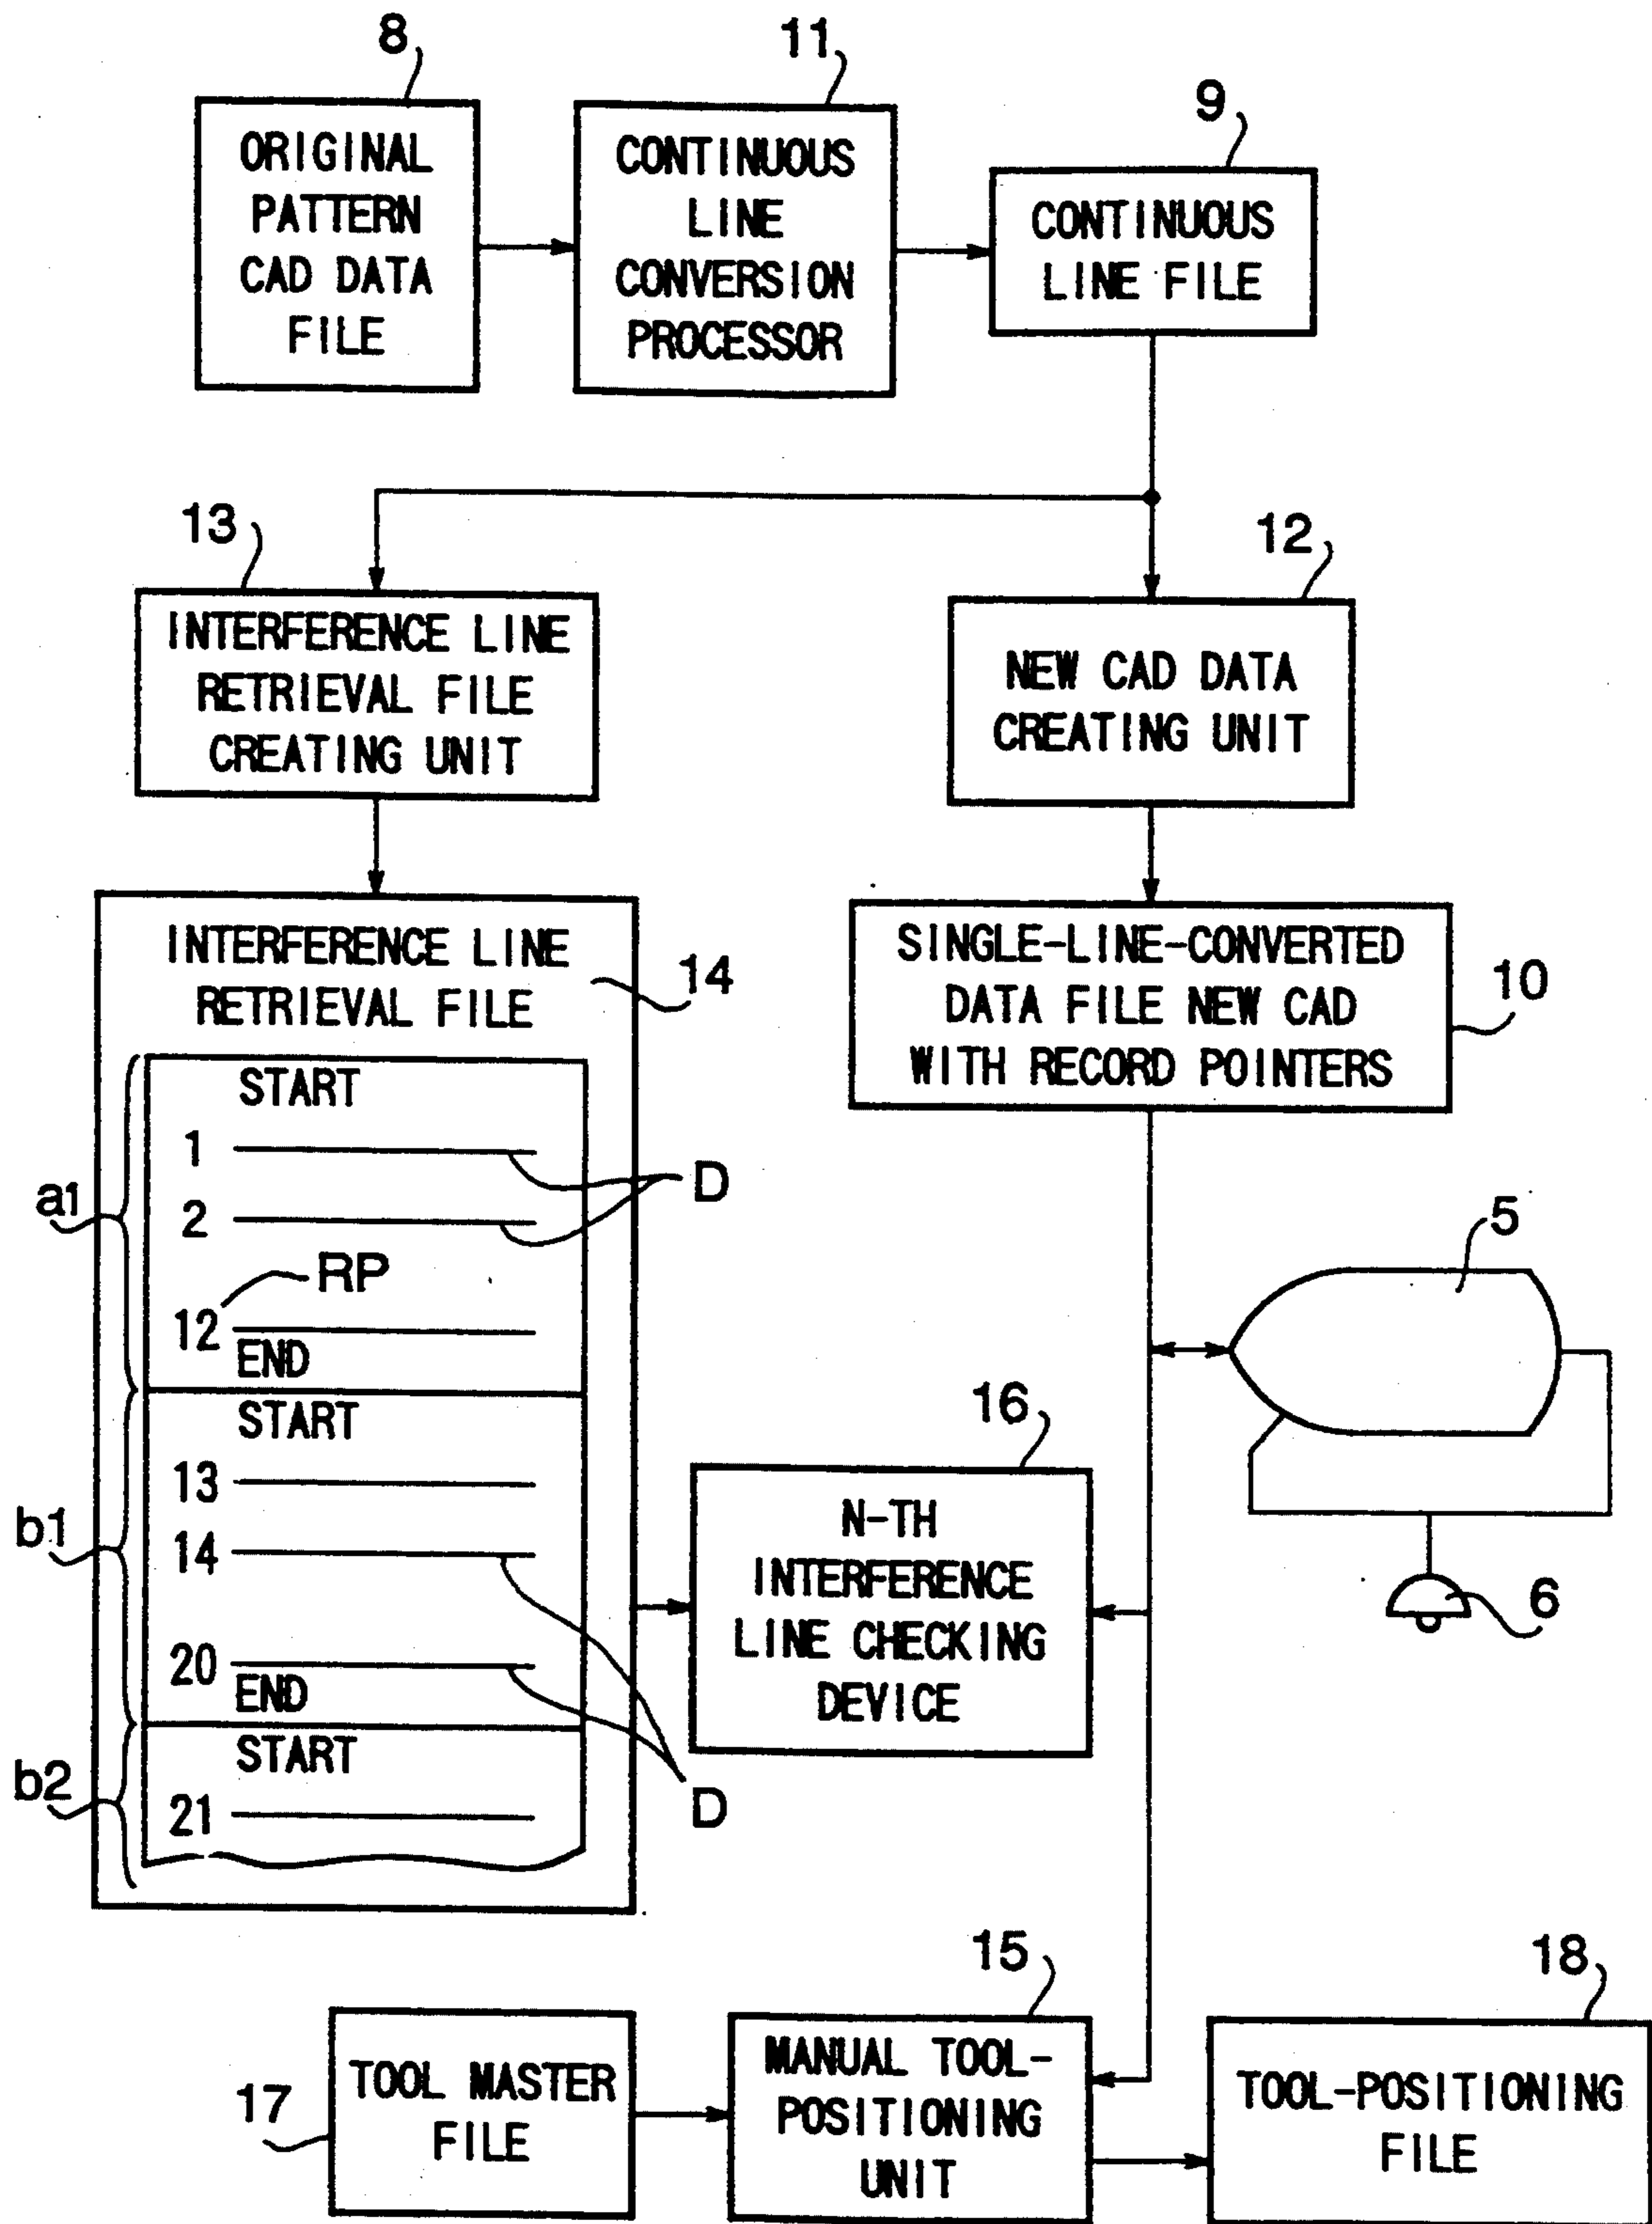 8
ORIGINAL
PATTERN
CAD DATA
FILE
11
CONTINUOUS
LINE
CONVERSION
PROCESSOR
9
CONTINUOUS
LINE FILE
13
INTERFERENCE LINE
RETRIEVAL FILE
CREATING UNIT
12
NEW CAD DATA
CREATING UNIT
INTERFERENCE LINE
RETRIEVAL FILE
14
SINGLE-LINE-CONVERTED
DATA FILE NEW CAD
WITH RECORD POINTERS
10
a1
START
1
2
D
RP
12
END
b1
START
13
14
20
END
D
b2
START
21
5
6
16
N-TH
INTERFERENCE
LINE CHECKING
DEVICE
17
TOOL MASTER
FILE
15
MANUAL TOOL-
POSITIONING
UNIT
18
TOOL-POSITIONING
FILE